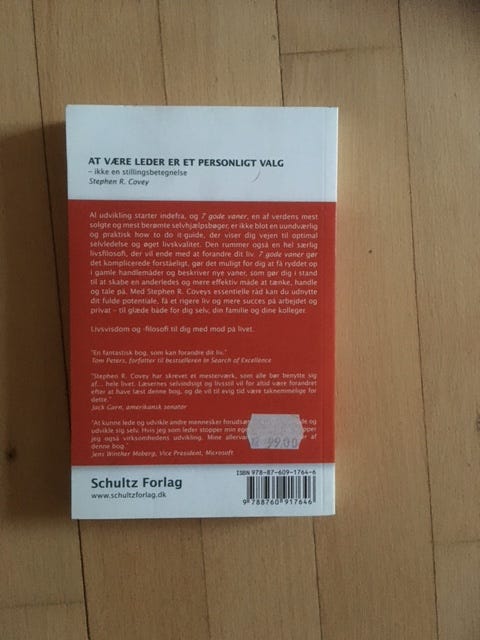 AT VÆRE LEDER ER ET PERSONLIGT VALG
– ikke en stillingsbetegnelse
Stephen R. Covey
Al udvikling starter indefra, og 7 gode vaner, en af verdens mest
solgte og mest berømte selvhjælpsbøger, er ikke blot en uundværlig
og praktisk how to do it-guide, der viser dig vejen til optimal
selvledelse og øget livskvalitet. Den rummer også en hel særlig
livsfilosofi, der vil ende med at forandre dit liv. 7 gode vaner gør
det komplicerede forståeligt, gør det muligt for dig at få ryddet op
i gamle handlemåder og beskriver nye vaner, som gør dig i stand
til at skabe en anderledes og mere effektiv måde at tænke, handle
og tale på. Med Stephen R. Coveys essentielle råd kan du udnytte
dit fulde potentiale, få et rigere liv og mere succes på arbejdet og
privat – til glæde både for dig selv, din familie og dine kolleger.
Livsvisdom og -filosofi til dig med mod på livet.
"En fantastisk bog, som kan forandre dit liv."
Tom Peters, forfatter til bestselleren In Search of Excellence
"Stephen R. Covey har skrevet et mesterværk, som alle bør benytte sig
af... hele livet. Læsernes selvindsigt og livsstil vil for altid være forandret
efter at have læst denne bog, og de vil til evig tid være taknemmelige for
dette."
Jack Garn, amerikansk senator
"At kunne lede og udvikle andre mennesker og
udvikle sig selv. Hvis jeg som leder stopper min
jeg også virksomhedens udvikling. Mine af
denne bog."
Jens Winther Moberg, Vice President, Microsoft
99,00
ISBN 978-87-609-1764-6
Schultz Forlag
www.schultzforlag.dk
9 788760 917646